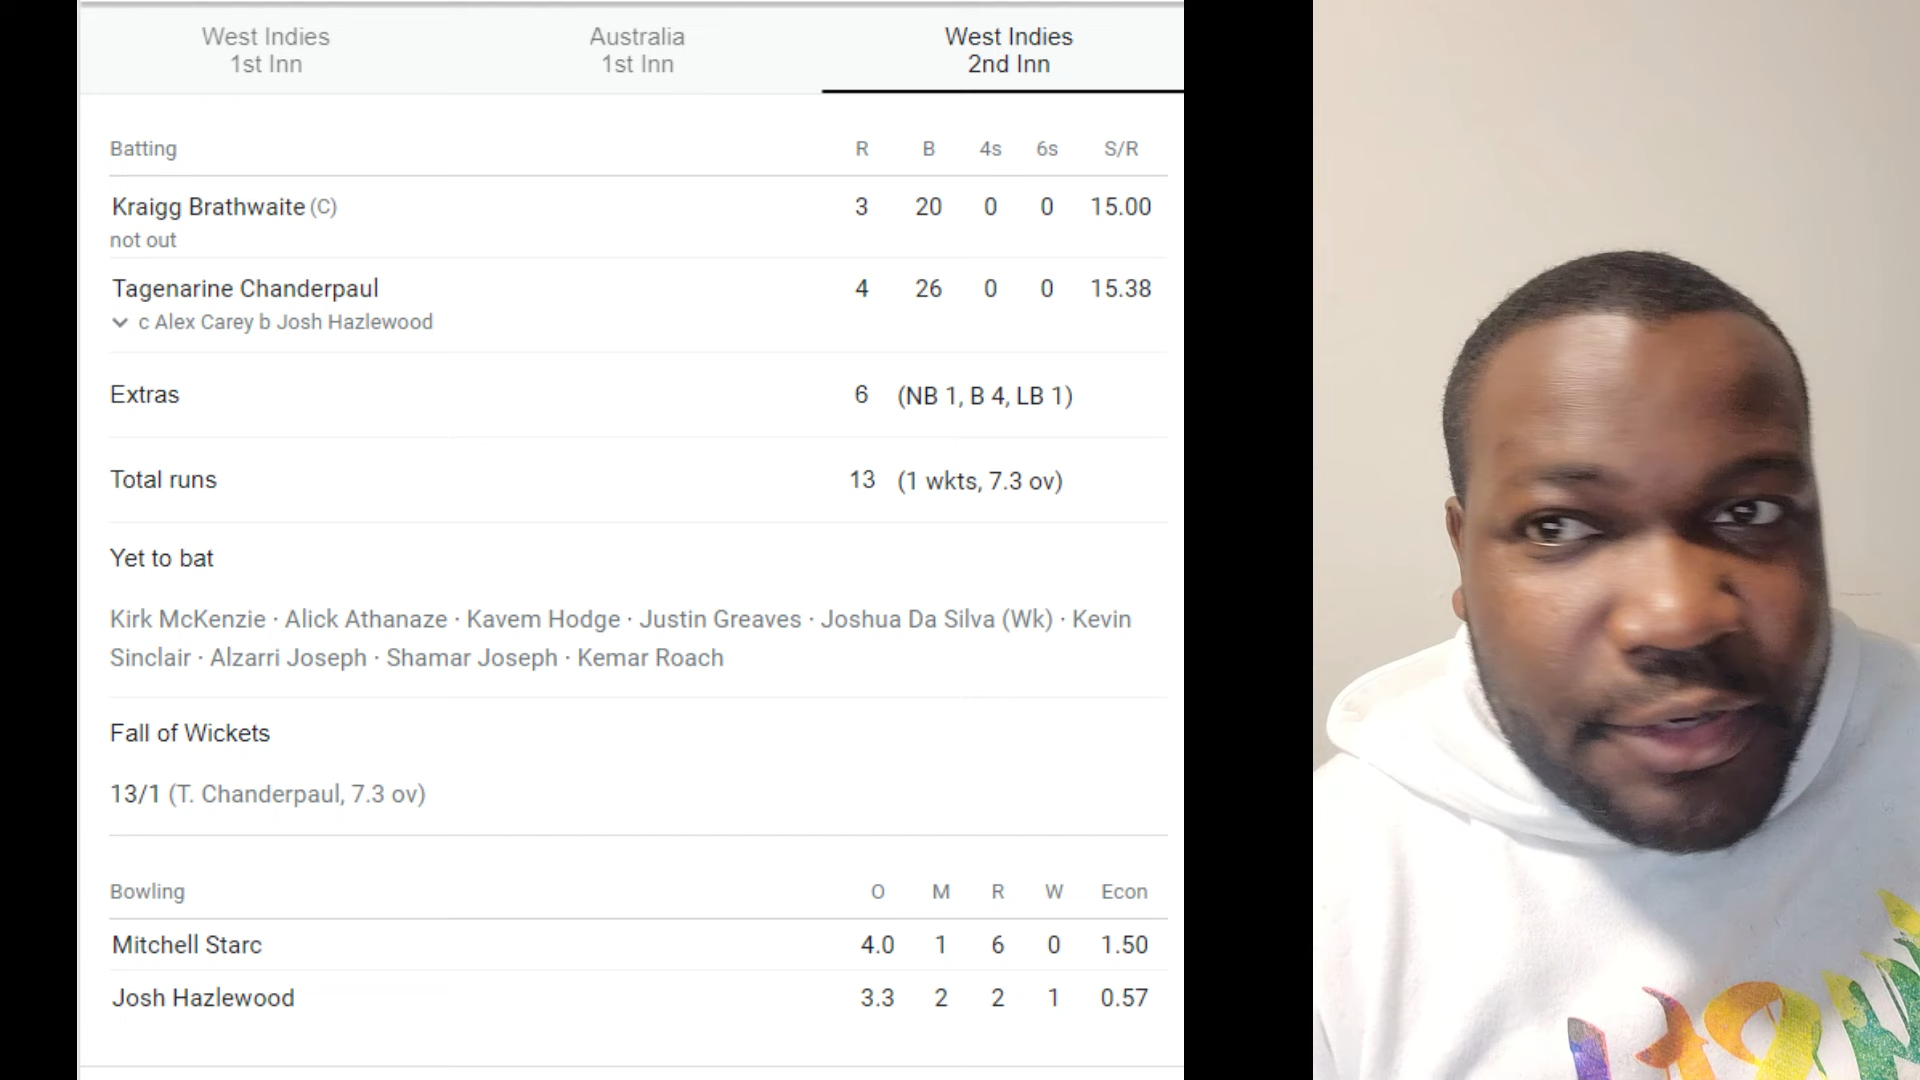 West Indies
1st Inn
Australia
1st Inn
West Indies
2nd Inn
Batting R B 4s 6s S/R
Kraigg Brathwaite (C) 3 20 0 0 15.00
not out
Tagenarine Chanderpaul 4 26 0 0 15.38
c Alex Carey b Josh Hazlewood
Extras 6 (NB 1, B 4, LB 1)
Total runs 13 (1 wkts, 7.3 ov)
Yet to bat
Kirk McKenzie · Alick Athanaze · Kavem Hodge · Justin Greaves · Joshua Da Silva (Wk) · Kevin
Sinclair · Alzarri Joseph · Shamar Joseph · Kemar Roach
Fall of Wickets
13/1 (T. Chanderpaul, 7.3 ov)
Bowling O M R W Econ
Mitchell Starc 4.0 1 6 0 1.50
Josh Hazlewood 3.3 2 2 1 0.57